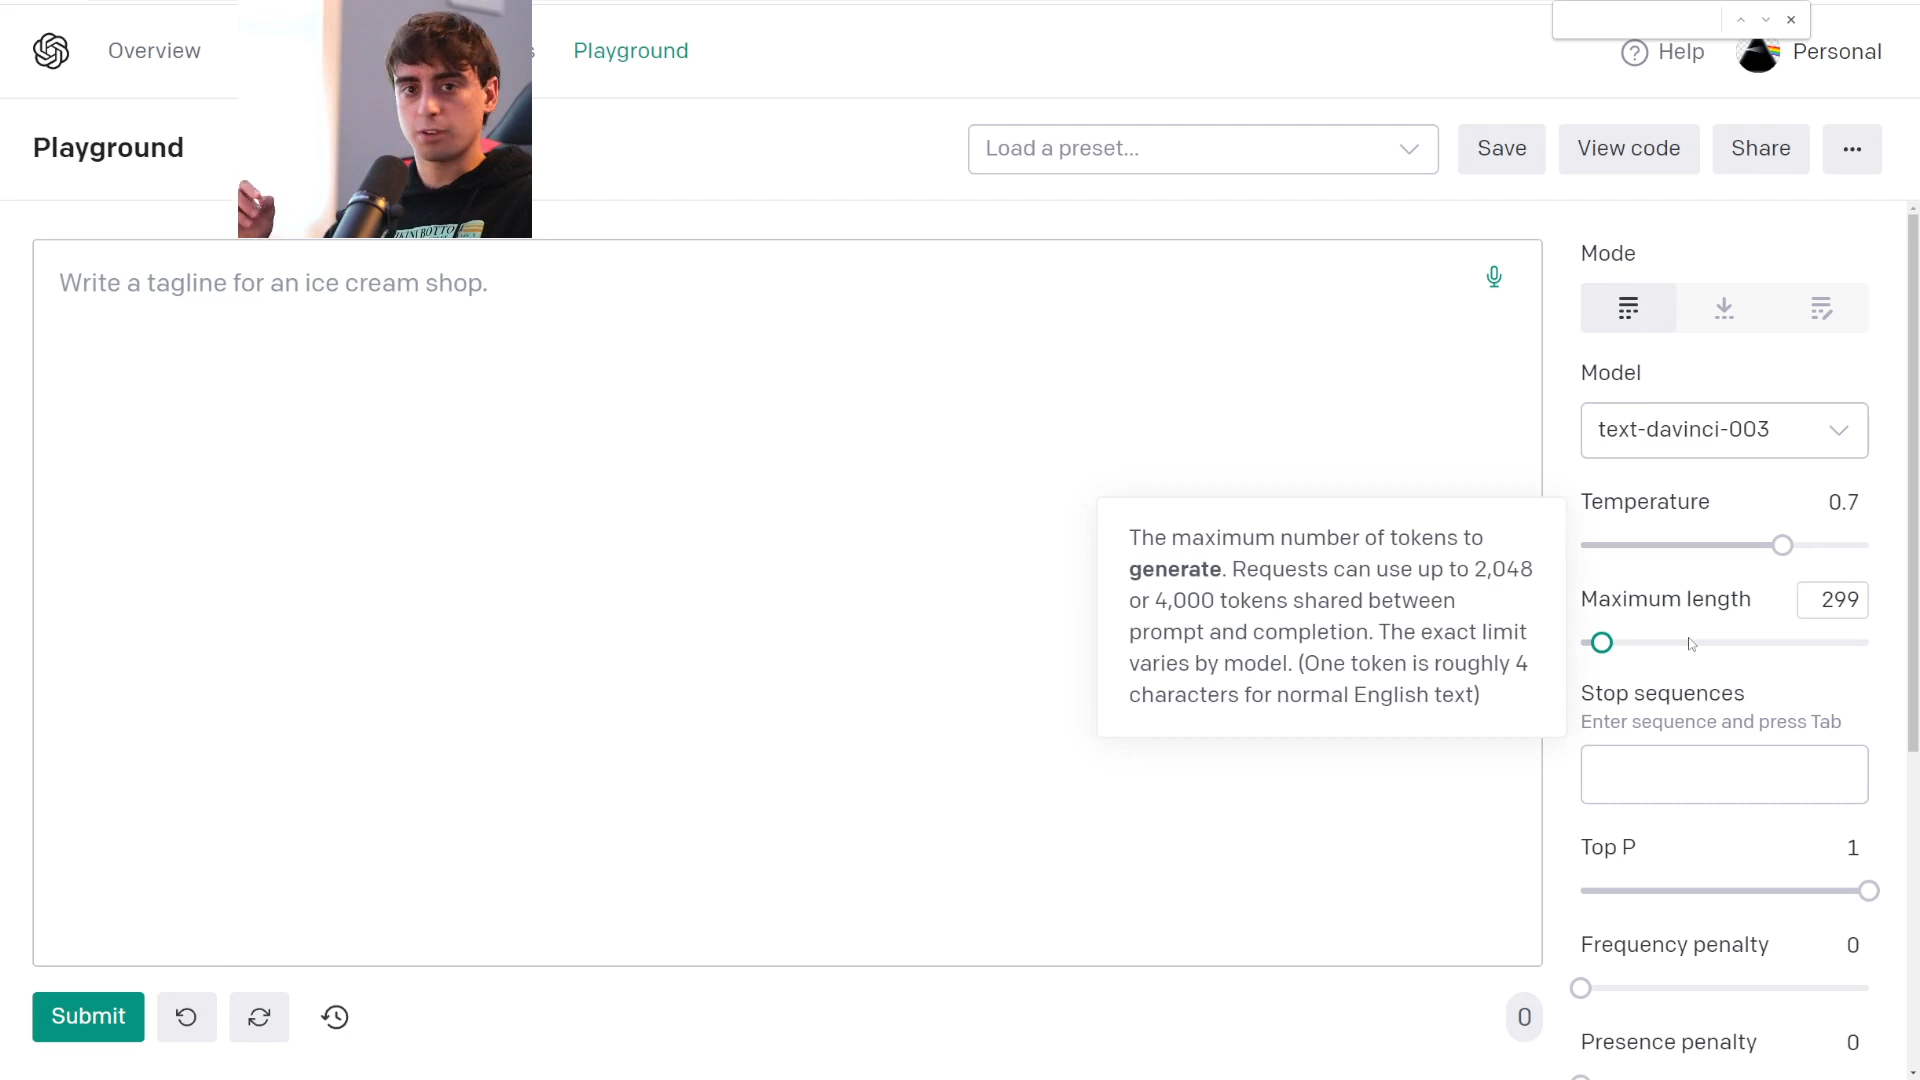 Overview
s
Playground
Help
Personal
Playground
Load a preset...
Save
View code
Share
Write a tagline for an ice cream shop.
Mode
Model
text-davinci-003
Temperature
0.7
The maximum number of tokens to
generate. Requests can use up to 2,048
or 4,000 tokens shared between
prompt and completion. The exact limit
varies by model. (One token is roughly 4
characters for normal English text)
Maximum length
299
Stop sequences
Enter sequence and press Tab
Top P
1
Frequency penalty
0
Presence penalty
0
Submit
0